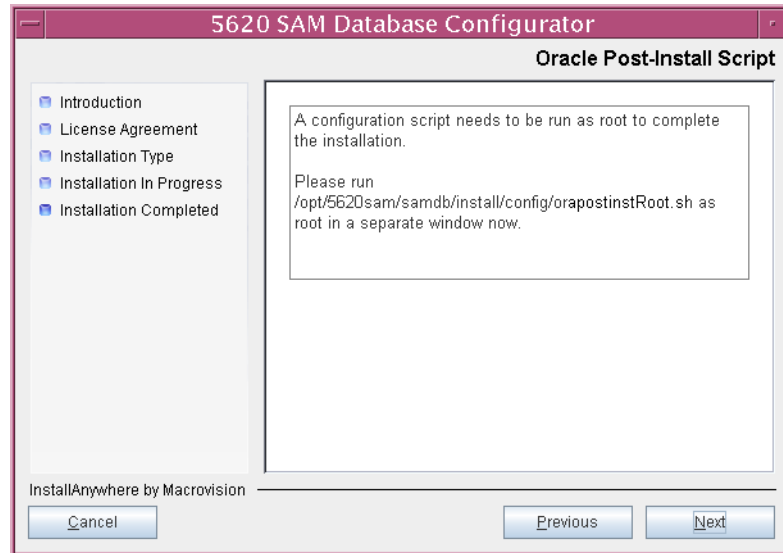 5620 SAM Database Configurator
Oracle Post-Install Script
Introduction
License Agreement
Installation Type
Installation In Progress
Installation Completed
A configuration script needs to be run as root to complete
the installation.
Please run
/opt/5620sam/samdb/install/config/orapostinstRoot.sh as
root in a separate window now.
InstallAnywhere by Macrovision
Cancel
Previous
Next